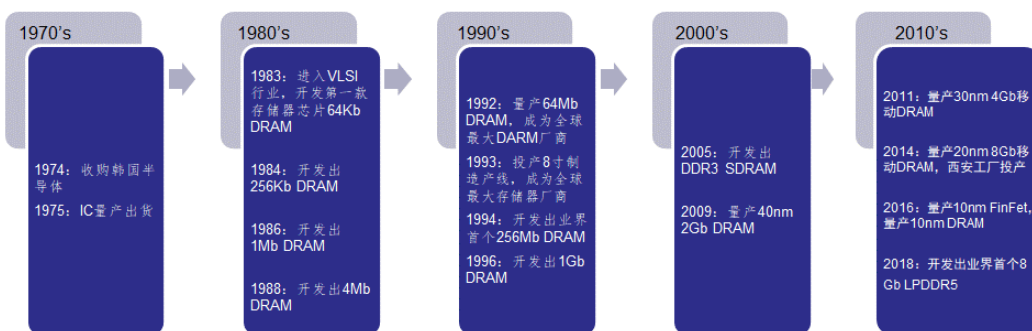 1970’s
1974：收购韩国半
导体
1975：IC量产出货
1980’s
1983：进入VLSI
行业，开发第一款
存储器芯片64Kb
DRAM
1984：开发出
256Kb DRAM
1986：开发出
1Mb DRAM
1988：开发出4Mb
DRAM
1990’s
1992：量产64Mb
DRAM，成为全球
最大DARM厂商
1993：投产8寸制
造产线，成为全球
最大存储器厂商
1994：开发出业界
首个256Mb DRAM
1996：开发出1Gb
DRAM
2000’s
2005：开发出
DDR3 SDRAM
2009：量产40nm
2Gb DRAM
2010’s
2011：量产30nm 4Gb移
动DRAM
2014：量产20nm 8Gb移
动DRAM，西安工厂投产
2016：量产10nm FinFet,
量产10nm DRAM
2018：开发出业界首个8
Gb LPDDR5